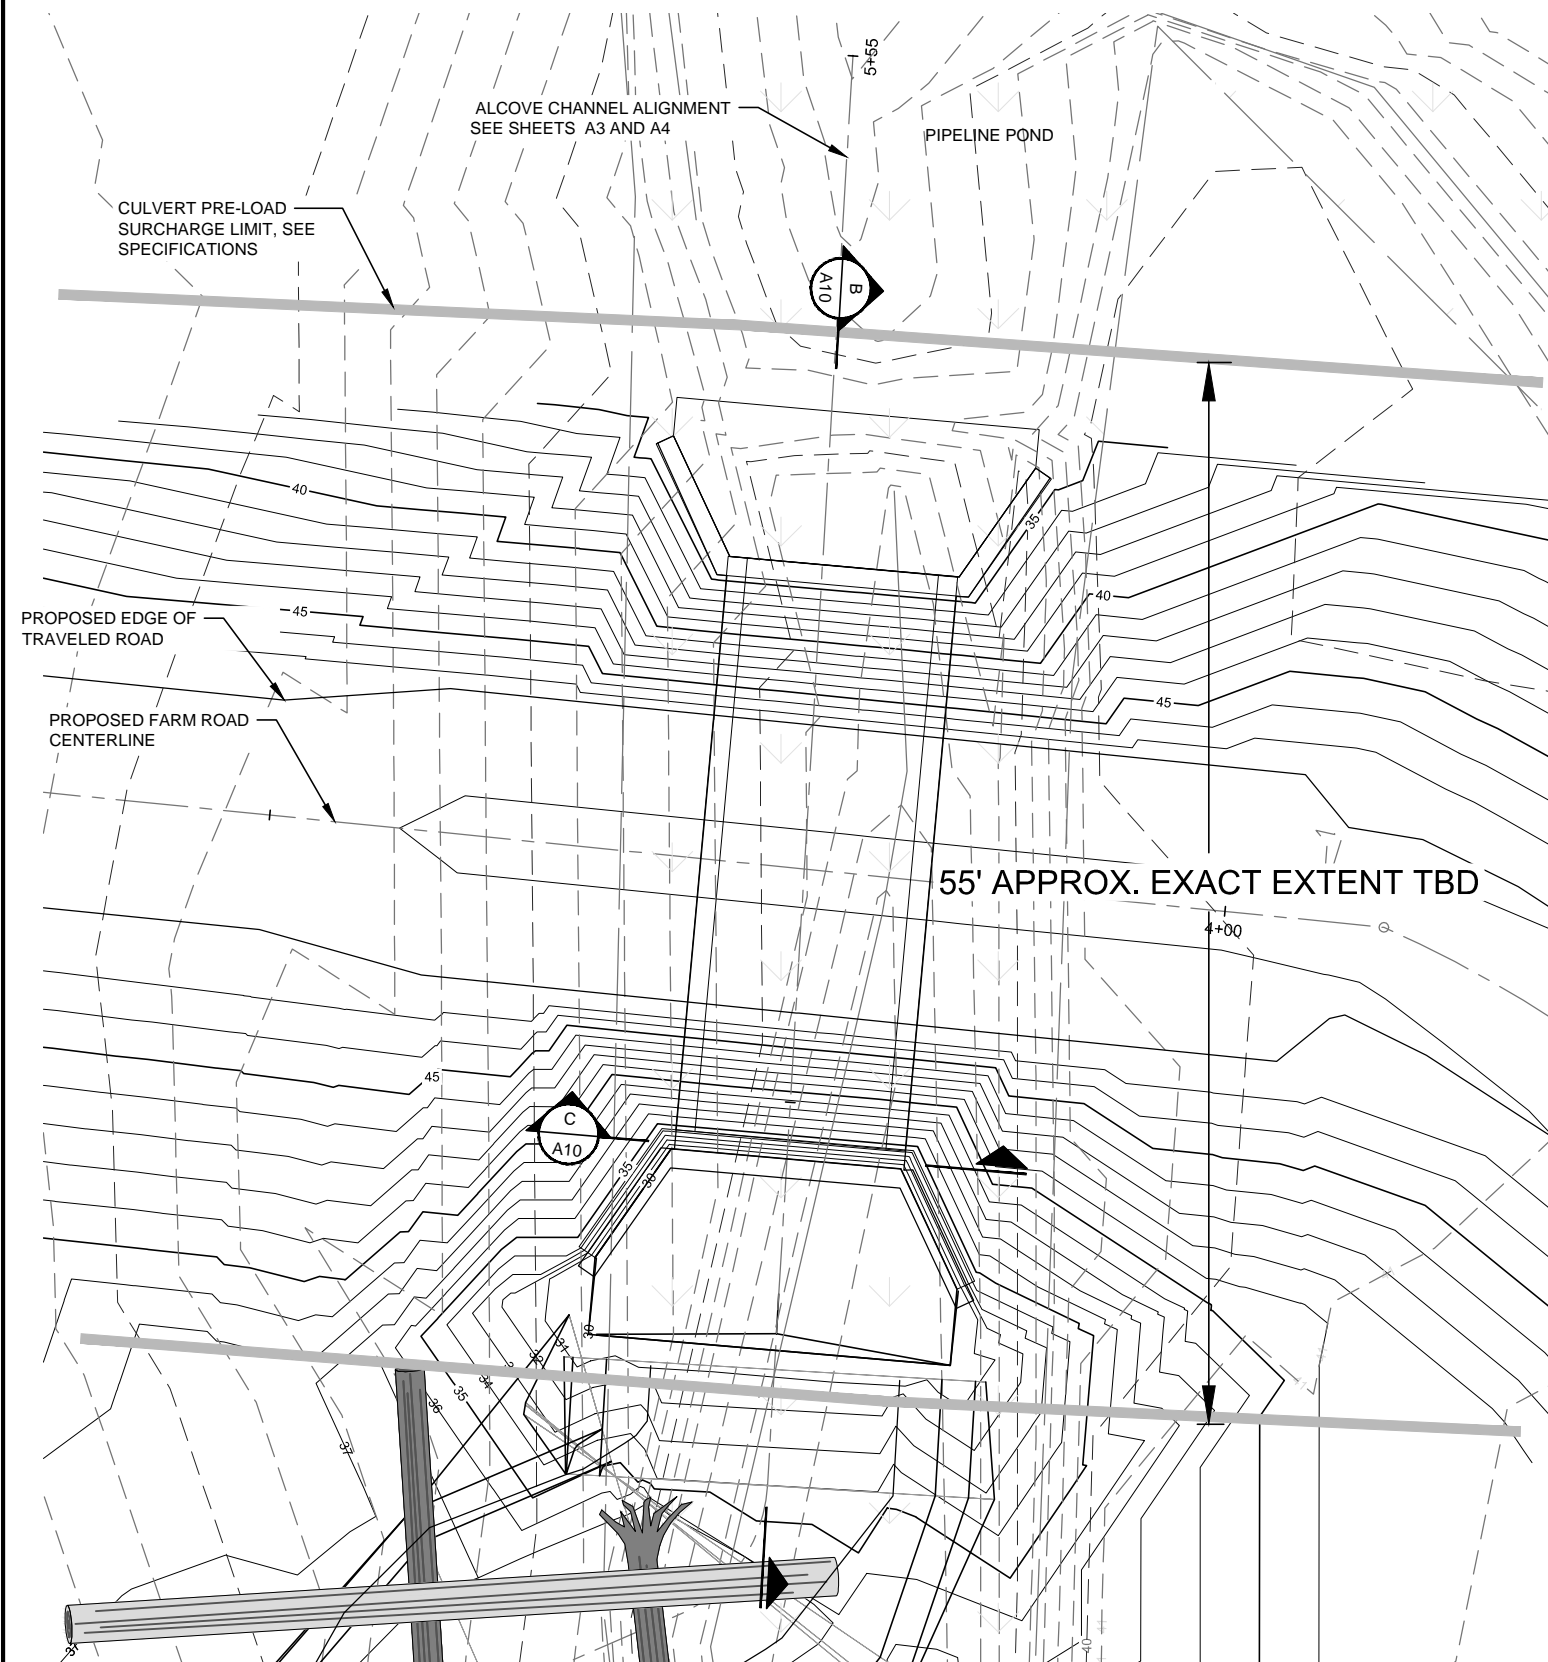 5+55
ALCOVE CHANNEL ALIGNMENT
SEE SHEETS A3 AND A4
PIPELINE POND
CULVERT PRE-LOAD
SURCHARGE LIMIT, SEE
SPECIFICATIONS
B
A10
40
35
40
45
PROPOSED EDGE OF
TRAVELED ROAD
45
PROPOSED FARM ROAD
CENTERLINE
55' APPROX. EXACT EXTENT TBD
4+00
45
C
A10
35
30
30
31
32
34
35
36
37
40
37